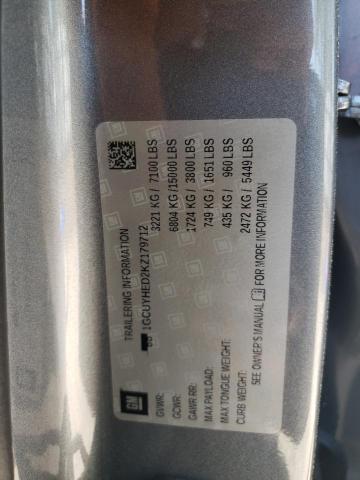 GM
TRAILERING INFORMATION
1GCUYHED2KZ179712
GVWR: 3221 KG / 7100 LBS
GCWR: 6804 KG /15000 LBS
GAWR RR: 1724 KG / 3800 LBS
MAX PAYLOAD: 749 KG / 1651 LBS
MAX TONGUE WEIGHT: 435 KG / 960 LBS
CURB WEIGHT: 2472 KG / 5449 LBS
SEE OWNER'S MANUAL FOR MORE INFORMATION